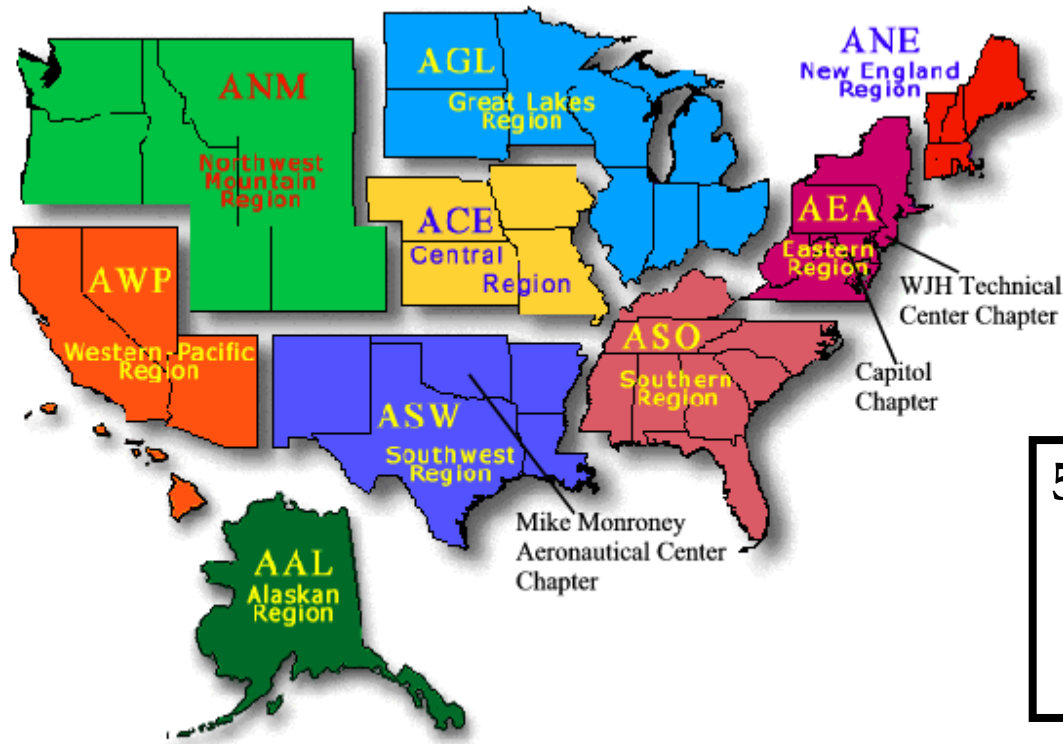 ANM
Northwest
Mountain
Region
AGL
Great Lakes
Region
ANE
New England
Region
ACE
Central
Region
AEA
Eastern
Region
WJH Technical
Center Chapter
Capitol
Chapter
AWP
Western-Pacific
Region
ASW
Southwest
Region
ASO
Southern
Region
Mike Monroney
Aeronautical Center
Chapter
AAL
Alaskan
Region